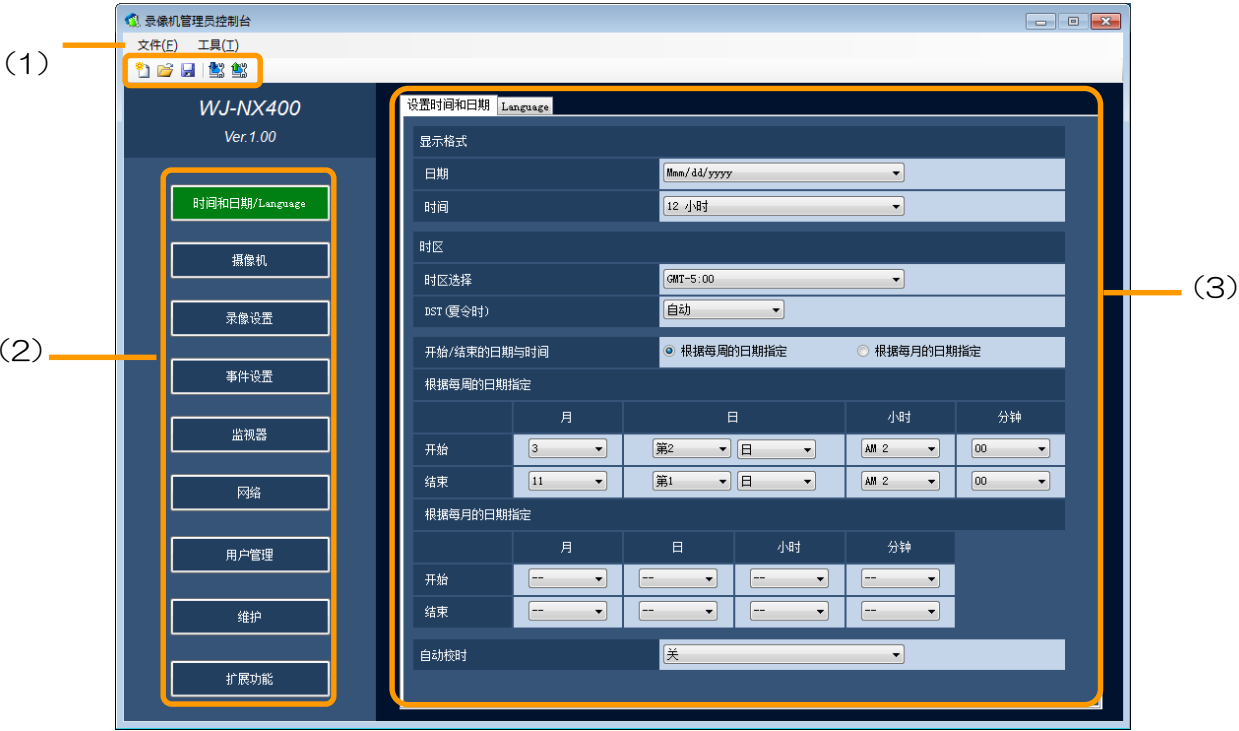 录像机管理员控制台
文件(F) 工具(T)
(1)
WJ-NX400
Ver.1.00
(2)
时间和日期/Language
摄像机
录像设置
事件设置
监视器
网络
用户管理
维护
扩展功能
(3)
设置时间和日期 Language
显示格式
日期 Mmm/dd/yyyy
时间 12 小时
时区
时区选择 GMT-5:00
DST(夏令时) 自动
开始/结束的日期与时间 根据每周的日期指定 根据每月的日期指定
根据每周的日期指定
月 日 小时 分钟
开始 3 第2 日 AM 2 00
结束 11 第1 日 AM 2 00
根据每月的日期指定
月 日 小时 分钟
开始 -- -- -- --
结束 -- -- -- --
自动校时 关